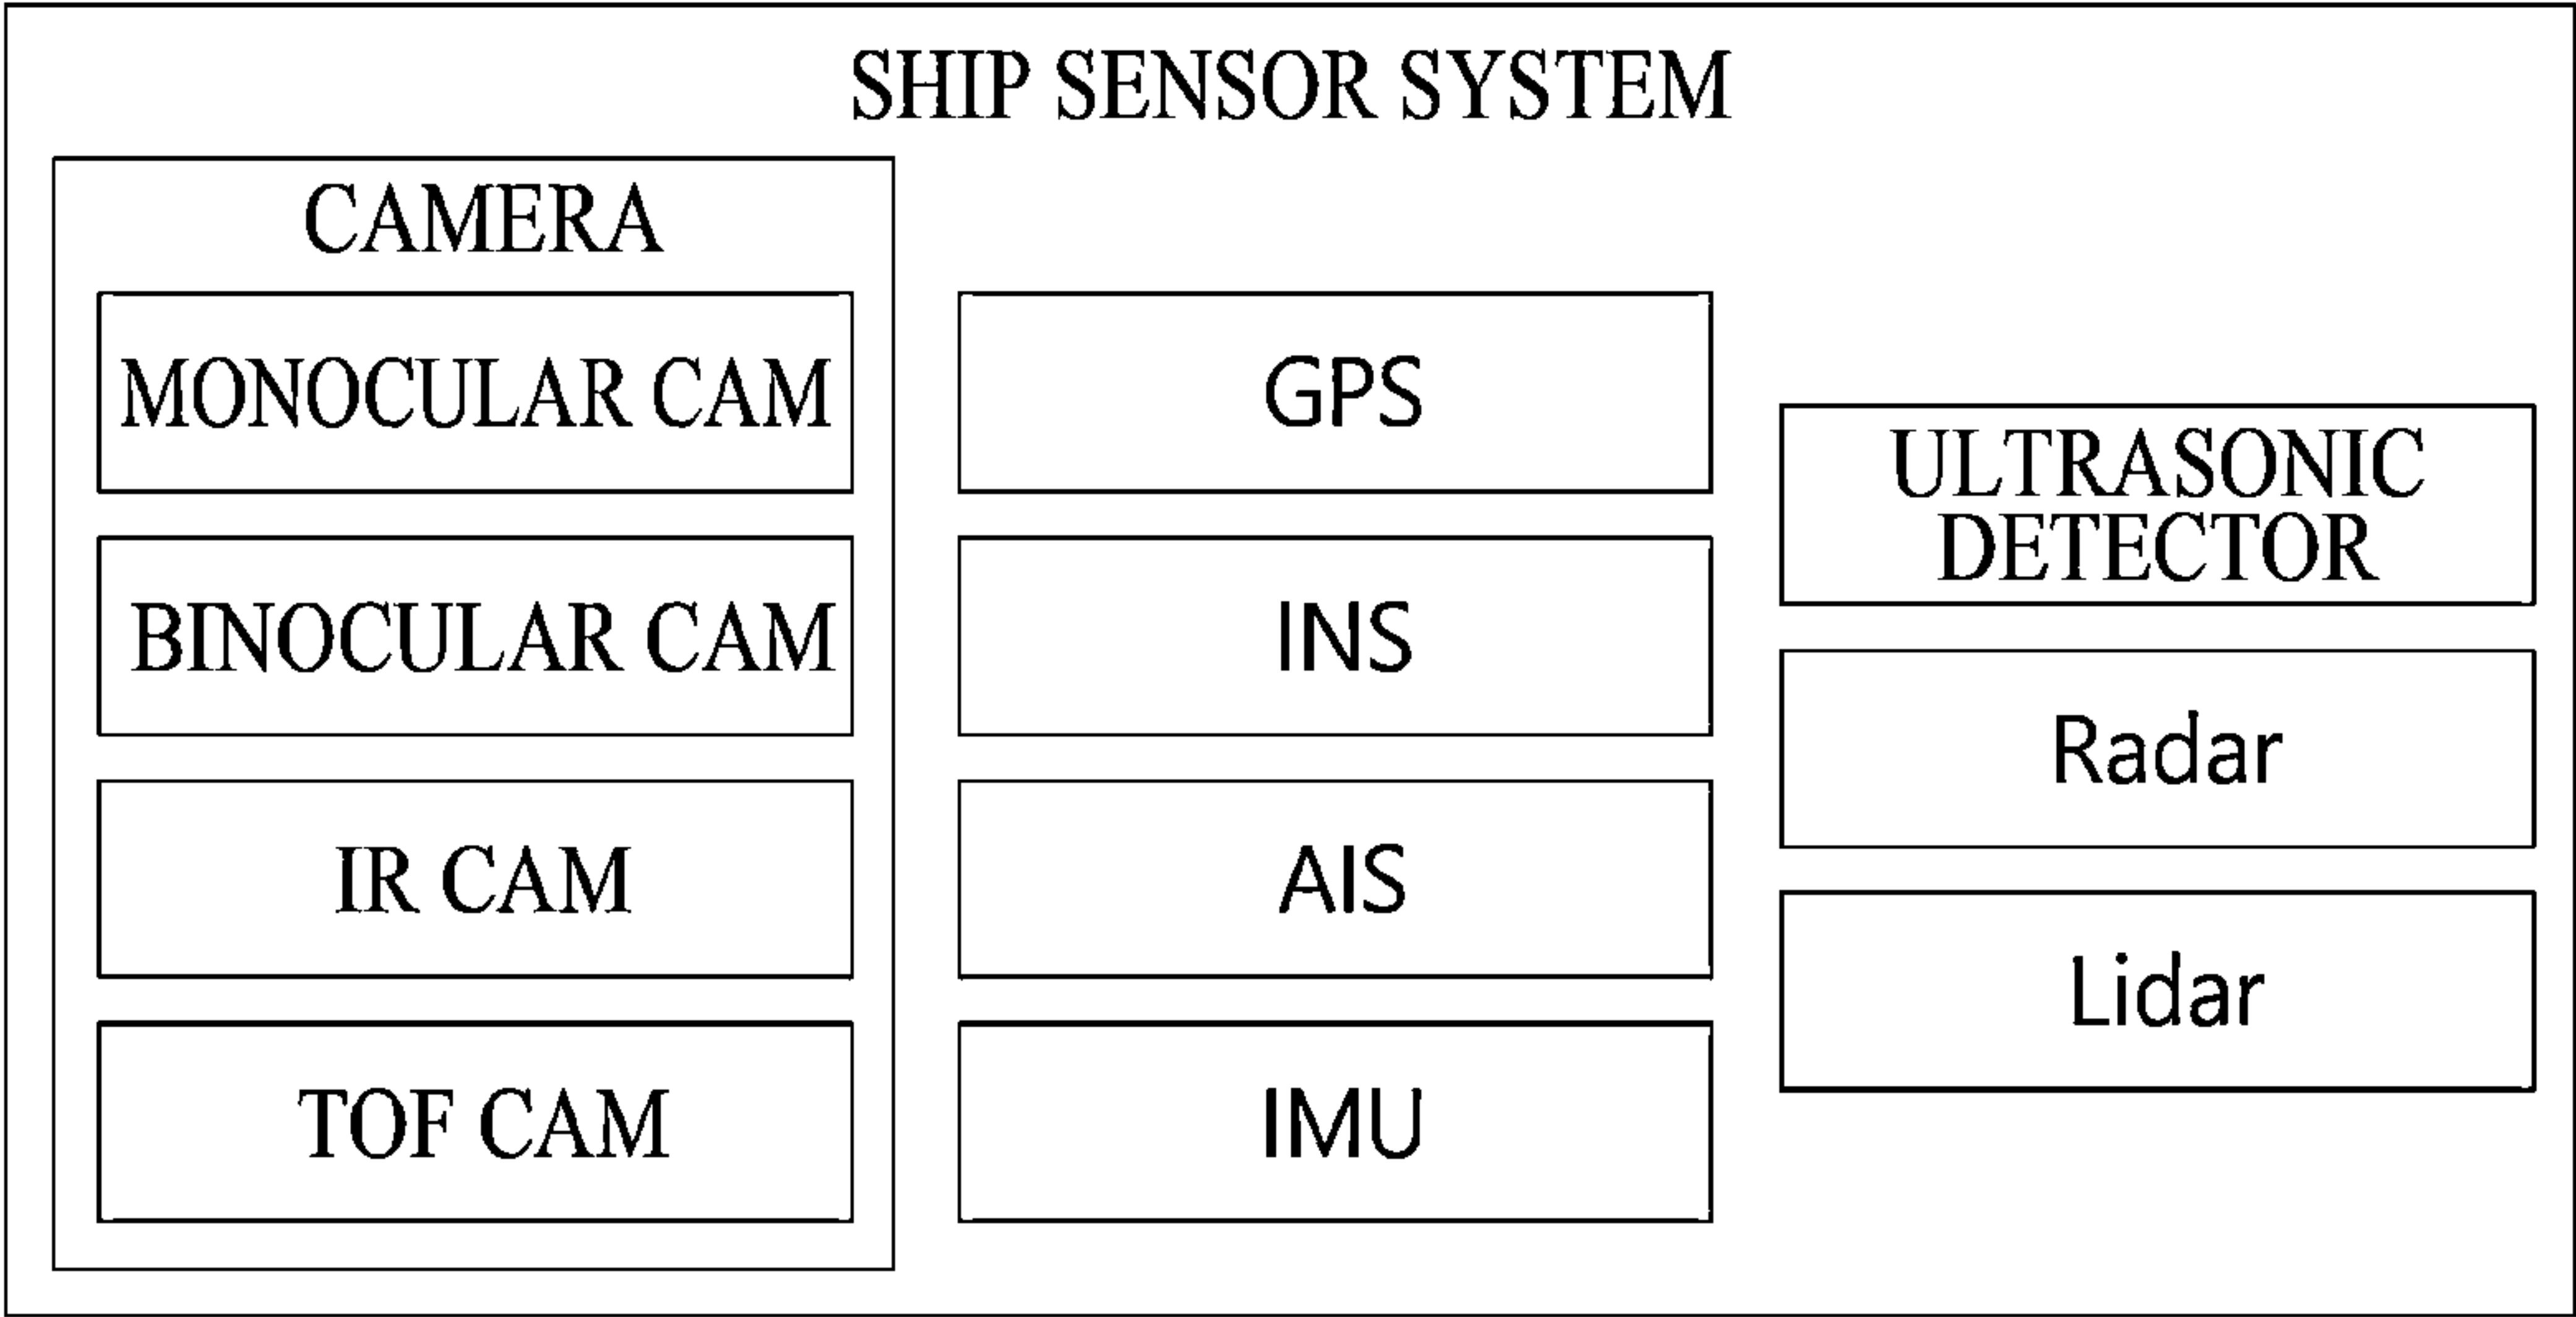 SHIP SENSOR SYSTEM
CAMERA
MONOCULAR CAM
BINOCULAR CAM
IR CAM
TOF CAM
GPS
INS
AIS
IMU
ULTRASONIC
DETECTOR
Radar
Lidar